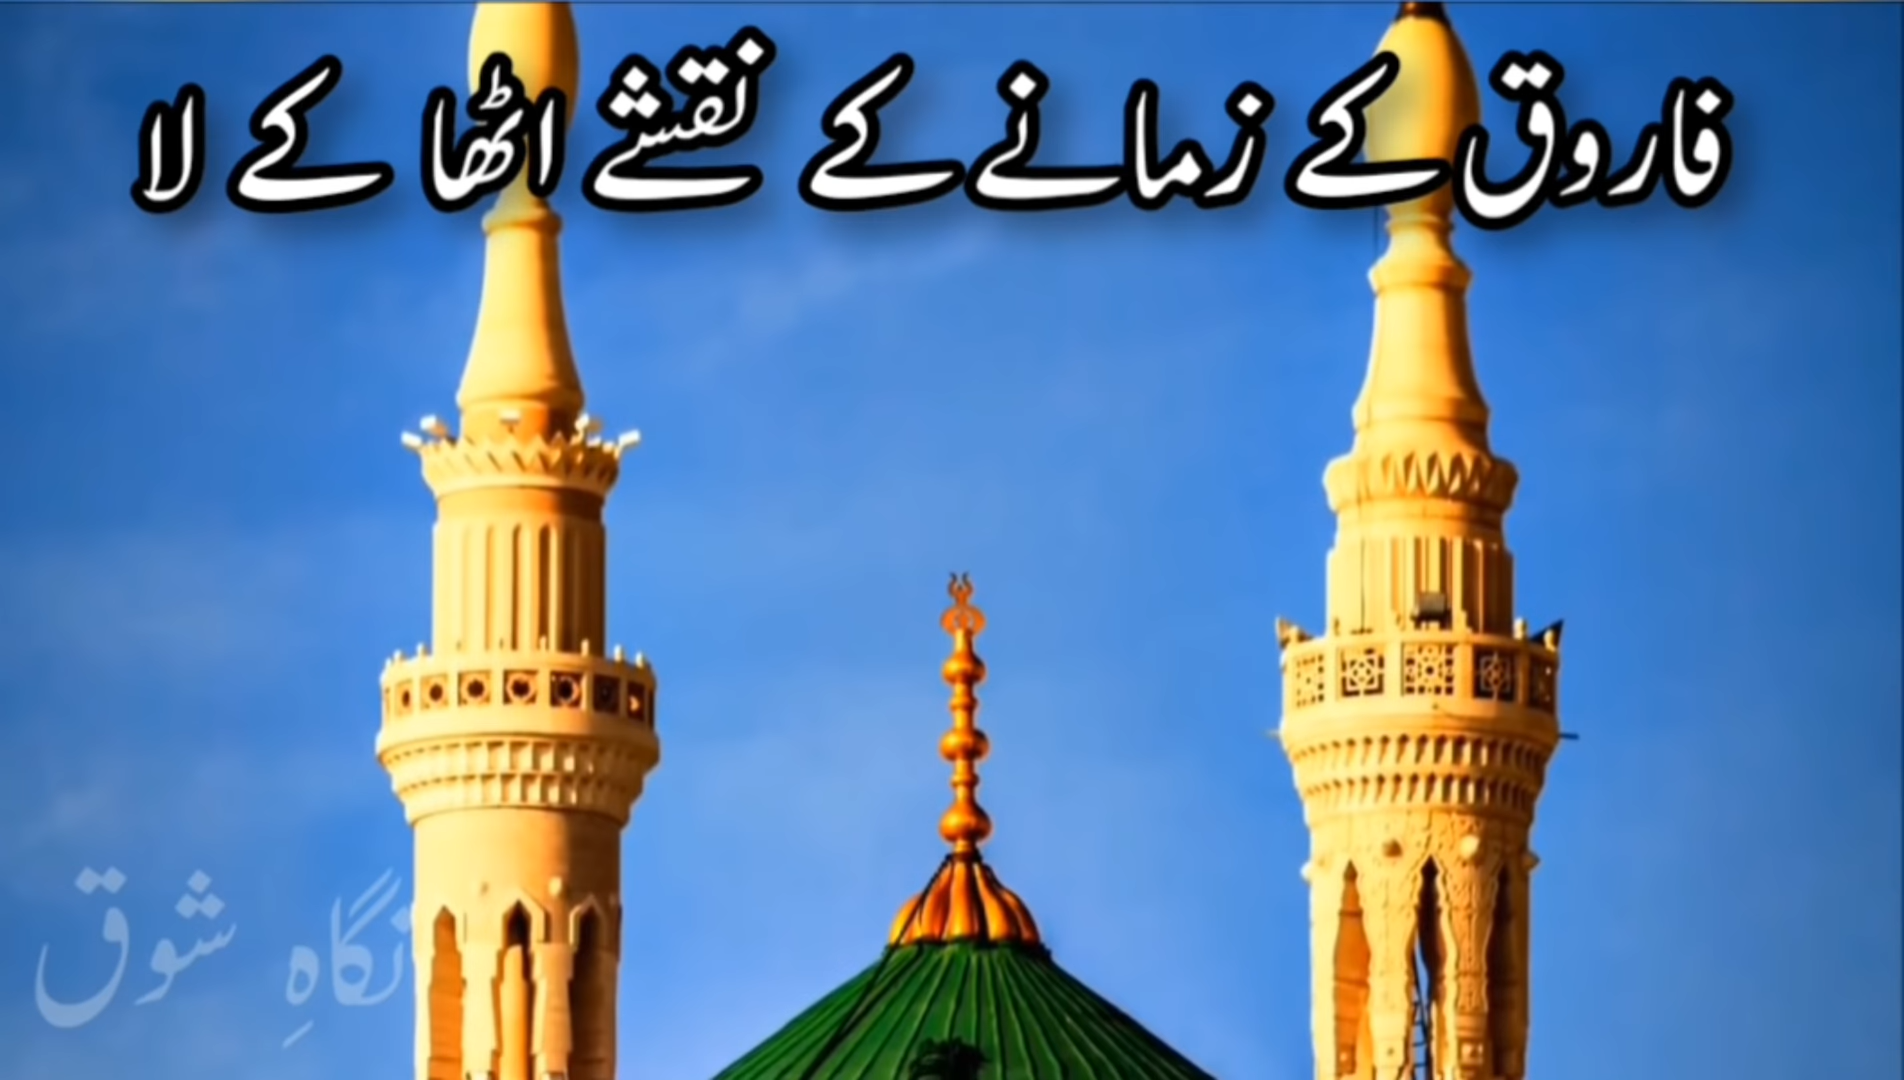 فاروق کے زمانے کے نقشے اٹھا کے لا
نگاہِ شوق